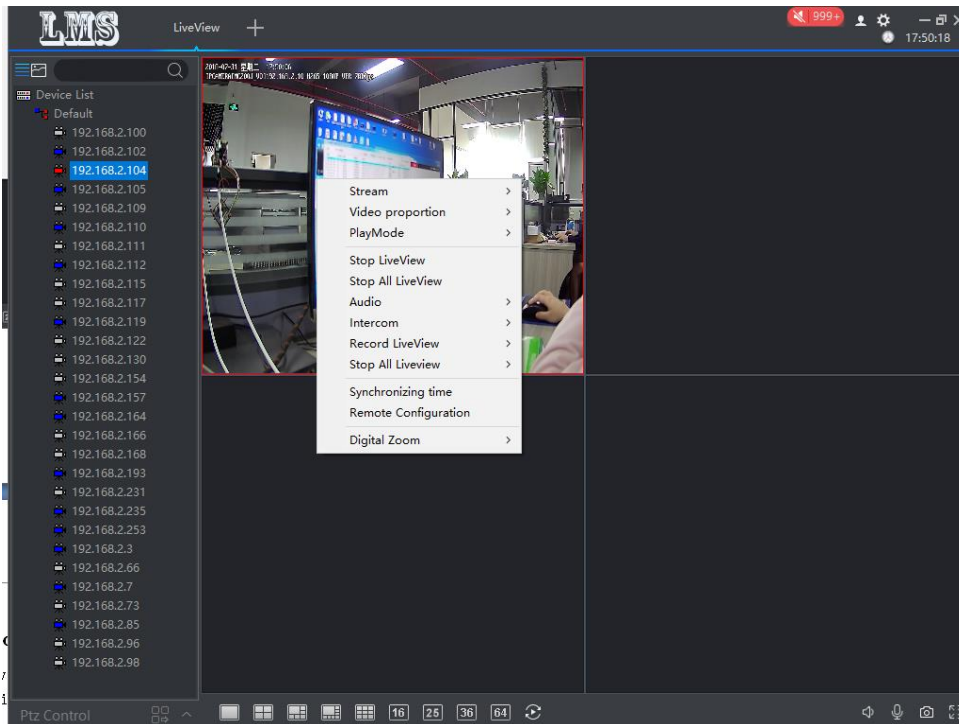 LMS
LiveView
999+
17:50:18
Device List
Default
192.168.2.100
192.168.2.102
192.168.2.104
192.168.2.105
192.168.2.109
192.168.2.110
192.168.2.111
192.168.2.112
192.168.2.115
192.168.2.117
192.168.2.119
192.168.2.122
192.168.2.130
192.168.2.154
192.168.2.157
192.168.2.164
192.168.2.166
192.168.2.168
192.168.2.193
192.168.2.231
192.168.2.235
192.168.2.253
192.168.2.3
192.168.2.66
192.168.2.7
192.168.2.73
192.168.2.85
192.168.2.96
192.168.2.98
Ptz Control
星期二
H265 1080P
Stream
Video proportion
PlayMode
Stop LiveView
Stop All LiveView
Audio
Intercom
Record LiveView
Stop All Liveview
Synchronizing time
Remote Configuration
Digital Zoom
16 25 36 64